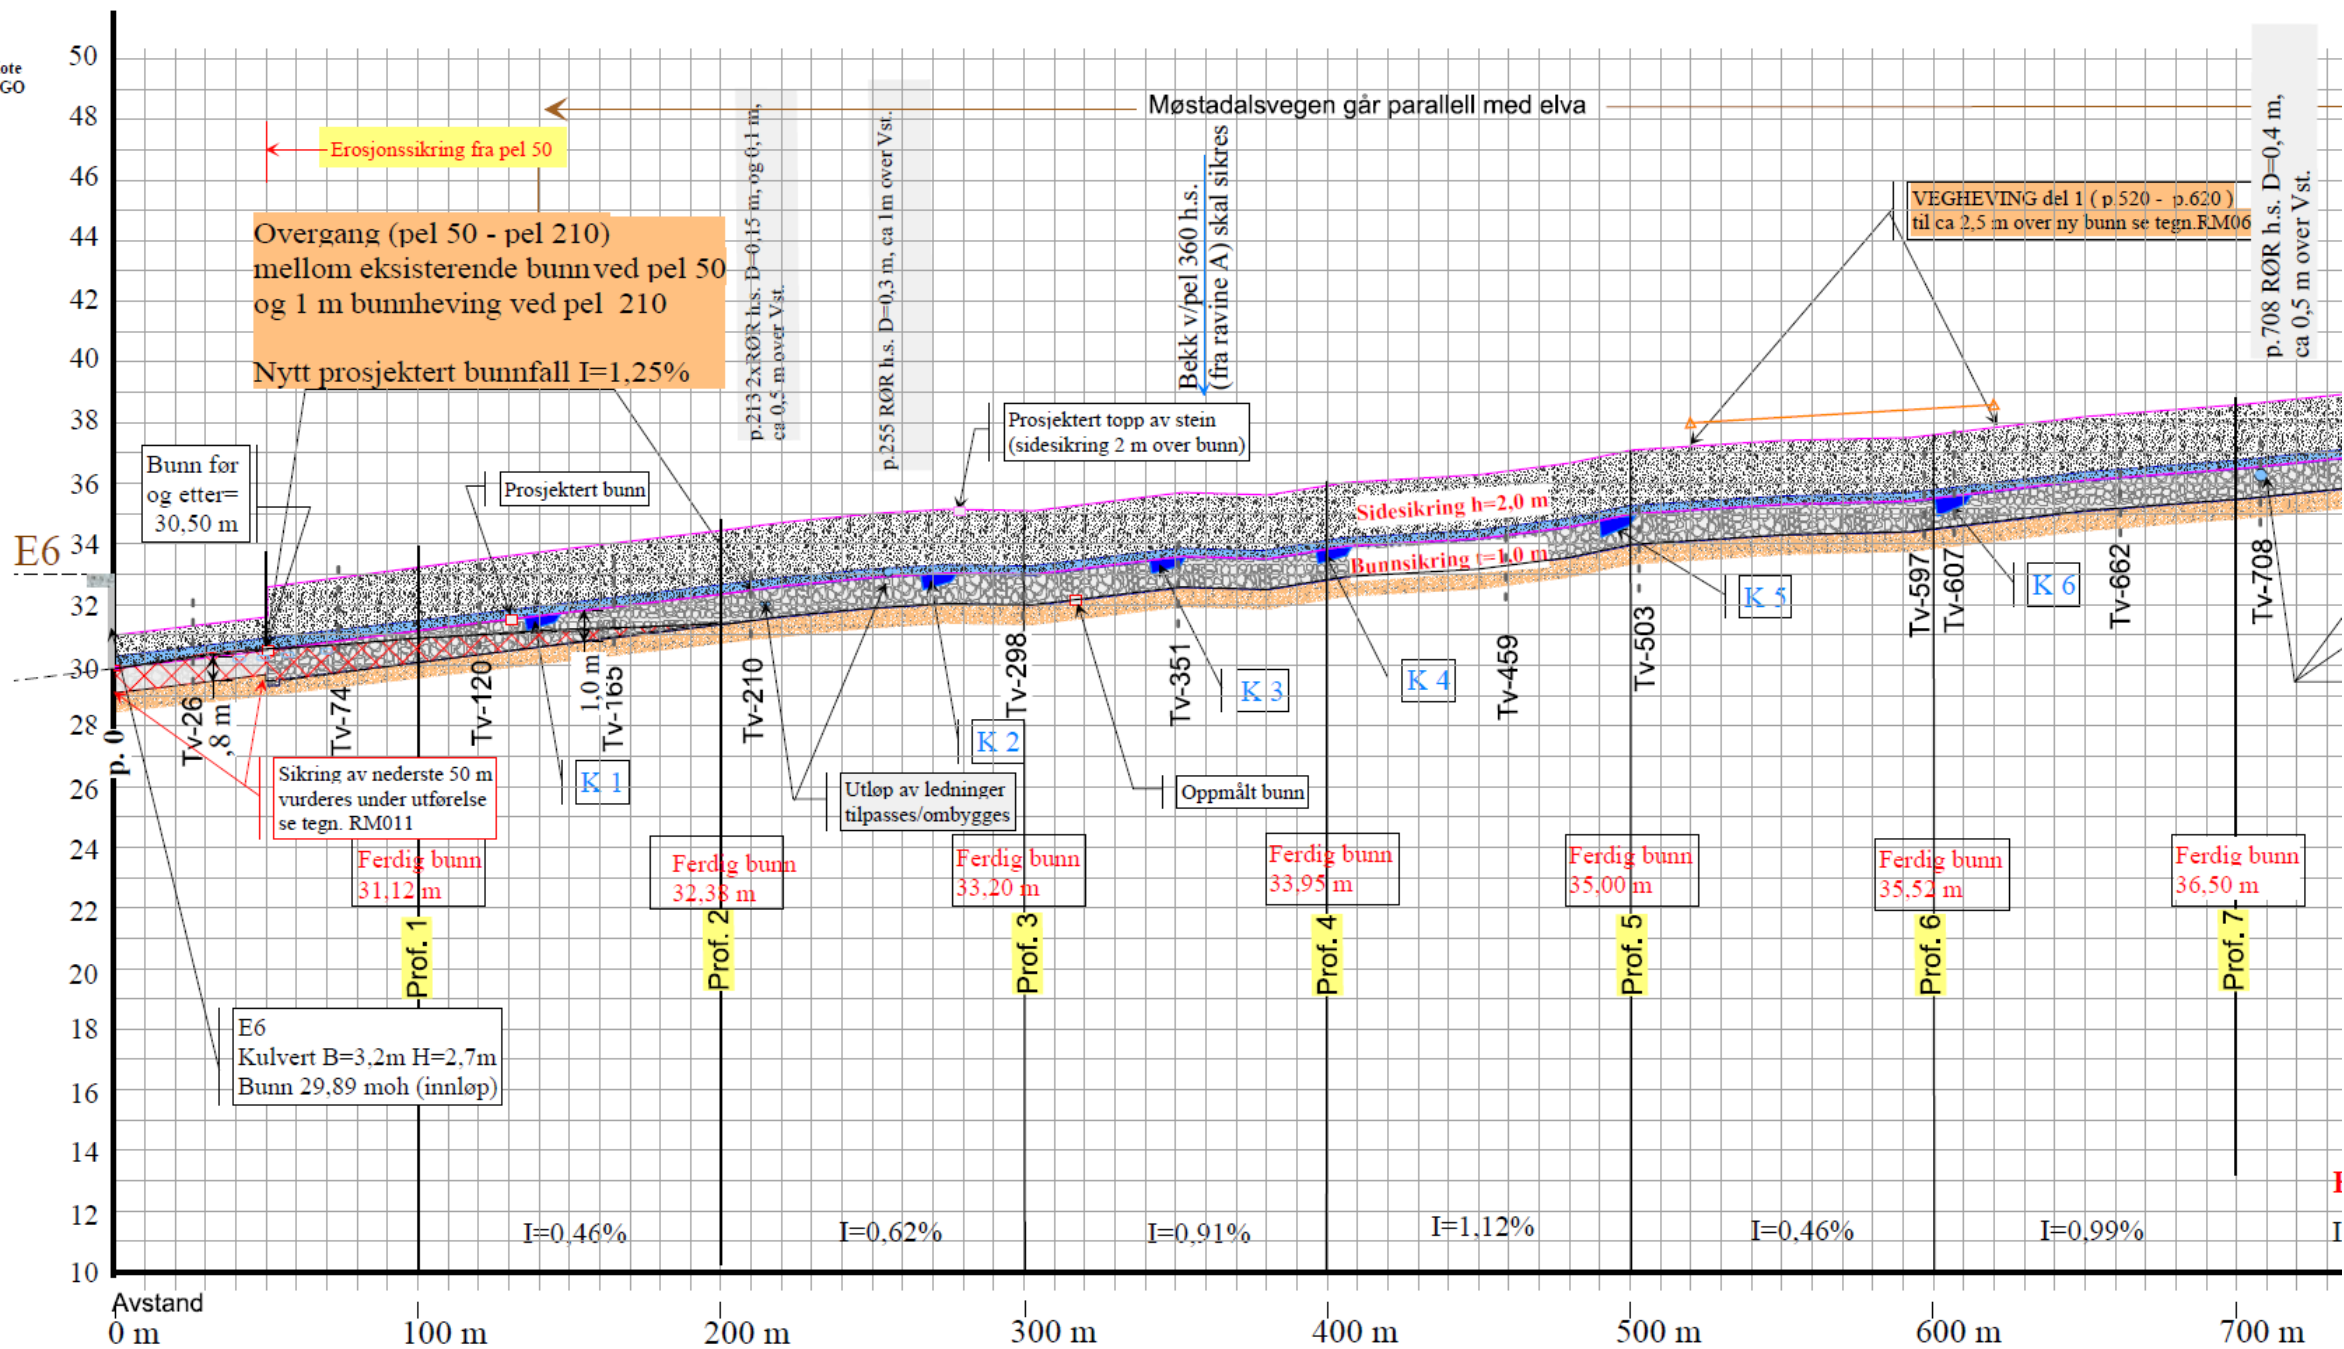 ote
GO
50
48
46
44
42
40
38
36
34
32
30
28
26
24
22
20
18
16
14
12
10
E6
Møstadalsvegen går parallell med elva
Erosjonssikring fra pel 50
Overgang (pel 50 - pel 210)
mellom eksisterende bunn ved pel 50
og 1 m bunnheving ved pel 210
Nytt prosjektert bunnfall I=1,25%
p.213 2xRØR h.s. D=0,15 m, og 0,1 m,
ca 0,5 m over Vst.
p.255 RØR h.s. D=0,3 m, ca 1m over Vst.
Bekk v/pel 360 h.s.
(fra ravine A) skal sikres
VEGHEVING del 1 ( p.520 - p.620 )
til ca 2,5 m over ny bunn se tegn.RM06
p.708 RØR h.s. D=0,4 m,
ca 0,5 m over Vst.
Bunn før
og etter=
30,50 m
Prosjektert bunn
Prosjektert topp av stein
(sidesikring 2 m over bunn)
Sidesikring h=2,0 m
Bunnsikring t=1,0 m
p. 0
Tv-26
,8 m
Tv-74
Tv-120
1,0 m
Tv-165
Tv-210
Tv-298
Tv-351
Tv-459
Tv-503
Tv-597
Tv-607
Tv-662
Tv-708
K 1
K 2
K 3
K 4
K 5
K 6
Sikring av nederste 50 m
vurderes under utførelse
se tegn. RM011
Utløp av ledninger
tilpasses/ombygges
Oppmålt bunn
Ferdig bunn
31,12 m
Ferdig bunn
32,38 m
Ferdig bunn
33,20 m
Ferdig bunn
33,95 m
Ferdig bunn
35,00 m
Ferdig bunn
35,52 m
Ferdig bunn
36,50 m
Prof. 1
Prof. 2
Prof. 3
Prof. 4
Prof. 5
Prof. 6
Prof. 7
E6
Kulvert B=3,2m H=2,7m
Bunn 29,89 moh (innløp)
I=0,46%
I=0,62%
I=0,91%
I=1,12%
I=0,46%
I=0,99%
Avstand
0 m
100 m
200 m
300 m
400 m
500 m
600 m
700 m